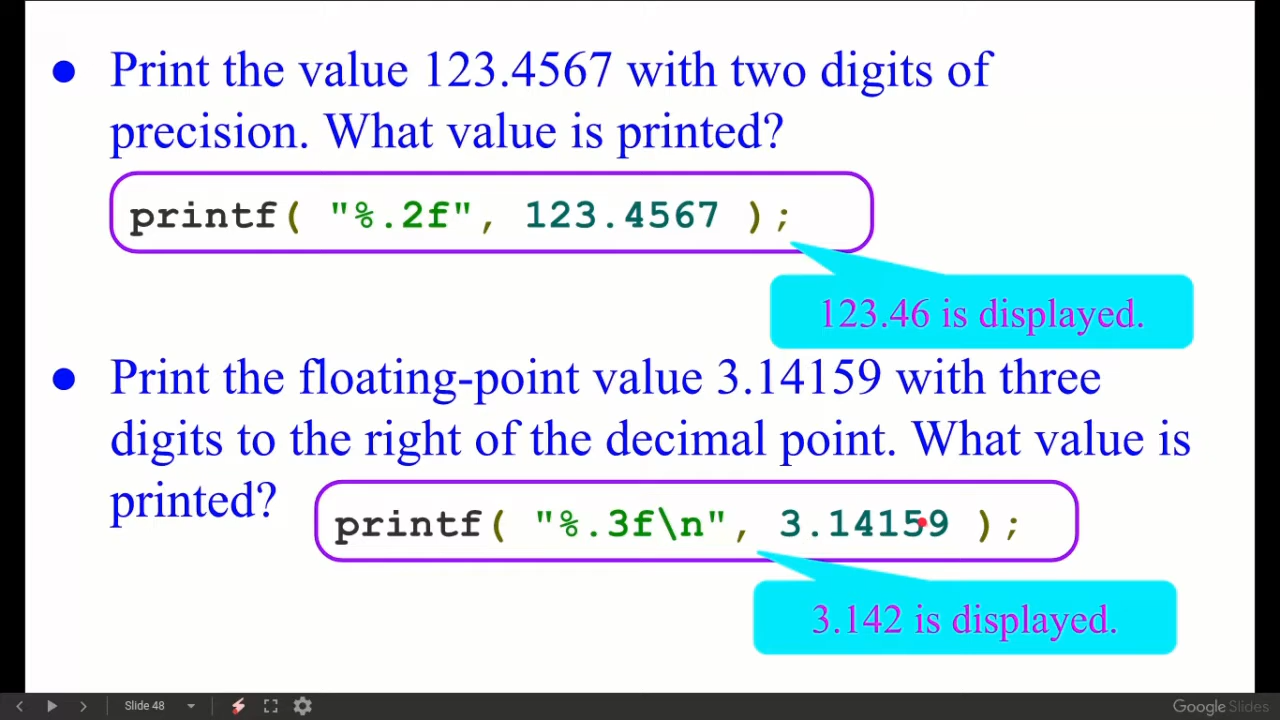 ● Print the value 123.4567 with two digits of
precision. What value is printed?
printf( "%.2f", 123.4567 );
123.46 is displayed.
● Print the floating-point value 3.14159 with three
digits to the right of the decimal point. What value is
printed?
printf( "%.3f\n", 3.14159 );
3.142 is displayed.
Slide 48
Google Slides